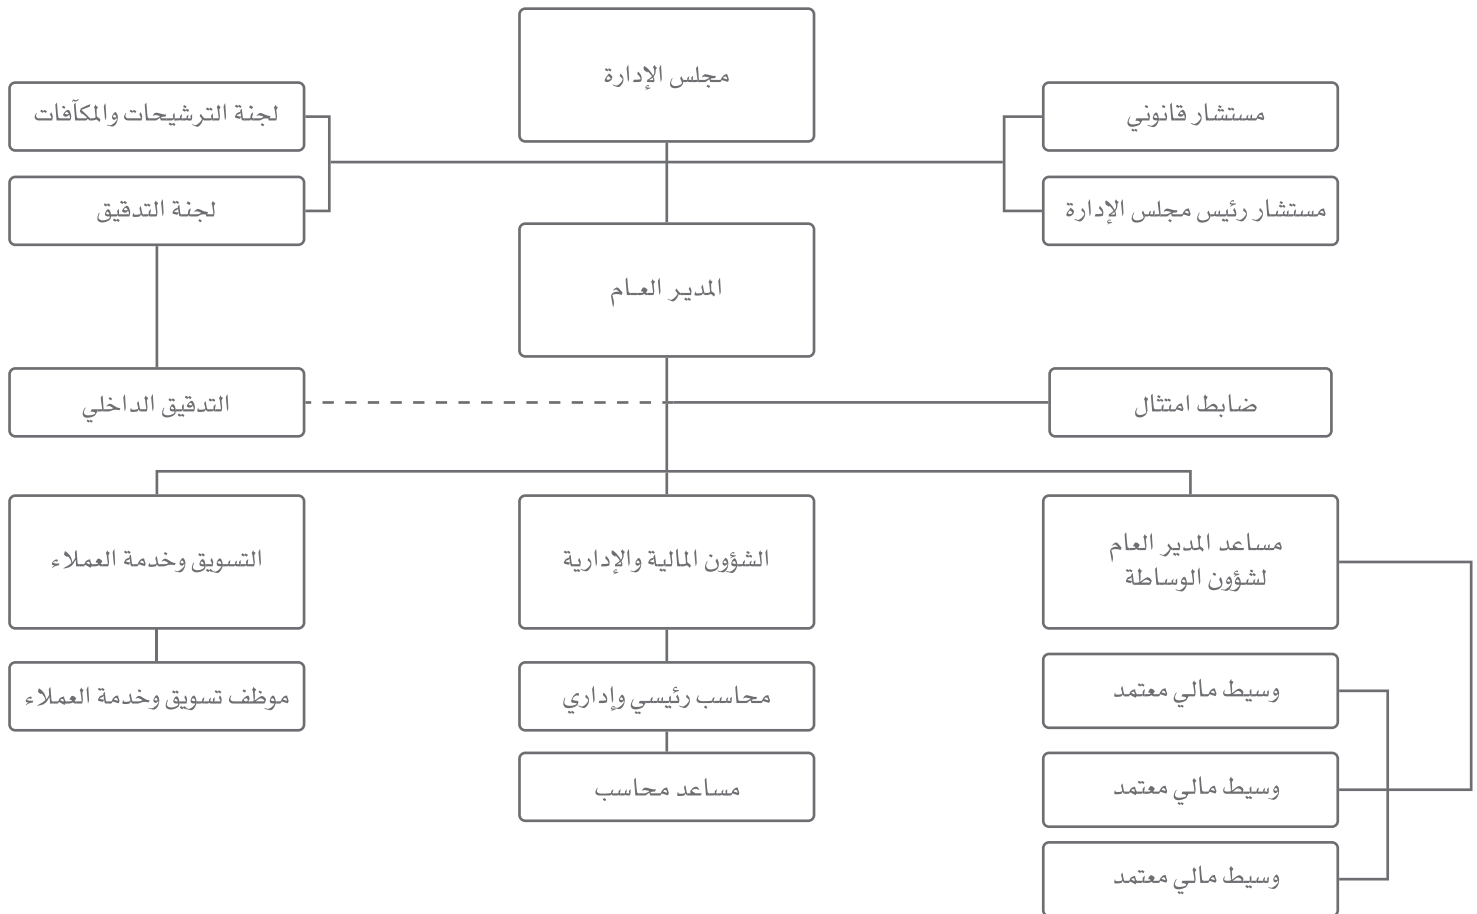 مجلس الإدارة
مستشار قانوني
لجنة الترشيحات والمكآفات
مستشار رئيس مجلس الإدارة
لجنة التدقيق
المدير العـام
ضابط امتثال
التدقيق الداخلي
مساعد المدير العام
لشؤون الوساطة
الشؤون المالية والإدارية
التسويق وخدمة العملاء
وسيط مالي معتمد
محاسب رئيسي وإداري
موظف تسويق وخدمة العملاء
وسيط مالي معتمد
مساعد محاسب
وسيط مالي معتمد